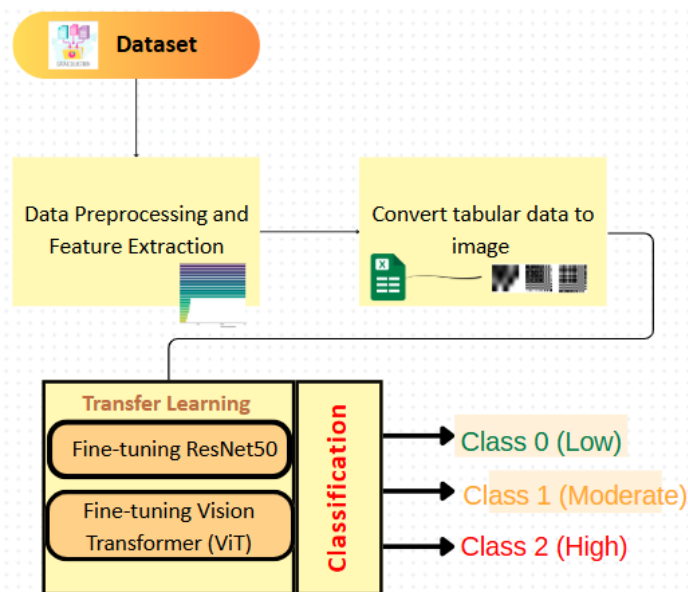 Dataset
Data Preprocessing and
Feature Extraction
Convert tabular data to
image
X
Transfer Learning
Fine-tuning ResNet50
Fine-tuning Vision
Transformer (ViT)
Classification
Class 0 (Low)
Class 1 (Moderate)
Class 2 (High)